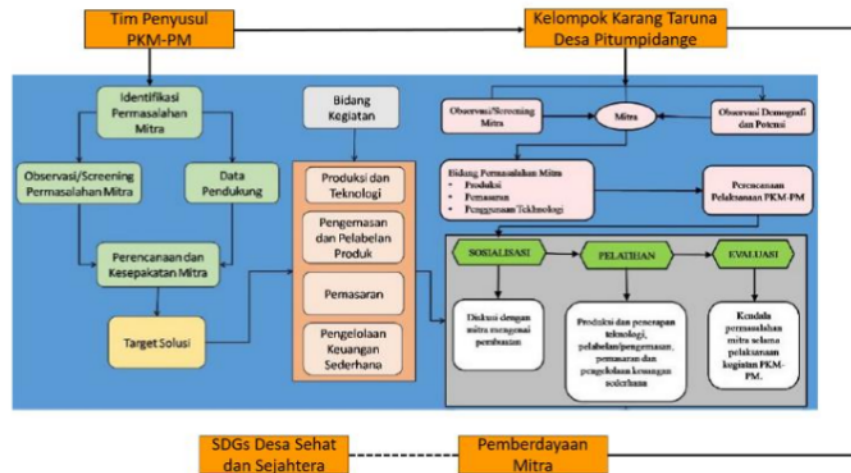 Tim Penyusul
PKM-PM
Kelompok Karang Taruna
Desa Pitumpidange
Identifikasi
Permasalahan
Mitra
Observasi/Screening
Permasalahan Mitra
Data
Pendukung
Perencanaan dan
Kesepakatan Mitra
Target Solusi
Bidang
Kegiatan
Produksi dan
Teknologi
Pengemasan
dan Pelabelan
Produk
Pemasaran
Pengelolaan
Keuangan
Sederhana
Observasi/Screening
Mitra
Mitra
Observasi Demografi
dan Potensi
Bidang Permasalahan Mitra
• Produksi
• Pemasaran
• Penggunaan Tekhnologi
Perencanaan
Pelaksanaan PKM-PM
SOSIALISASI
PELATIHAN
EVALUASI
Diskusi dengan
mitra mengenai
pembuatan
Produksi dan penerapan
teknologi,
pelabelan/pengemasan,
pemasaran dan
pengelolaan keuangan
sederhana
Kendala
permasalahan
mitra selama
pelaksanaan
kegiatan PKM-
PM.
SDGs Desa Sehat
dan Sejahtera
Pemberdayaan
Mitra